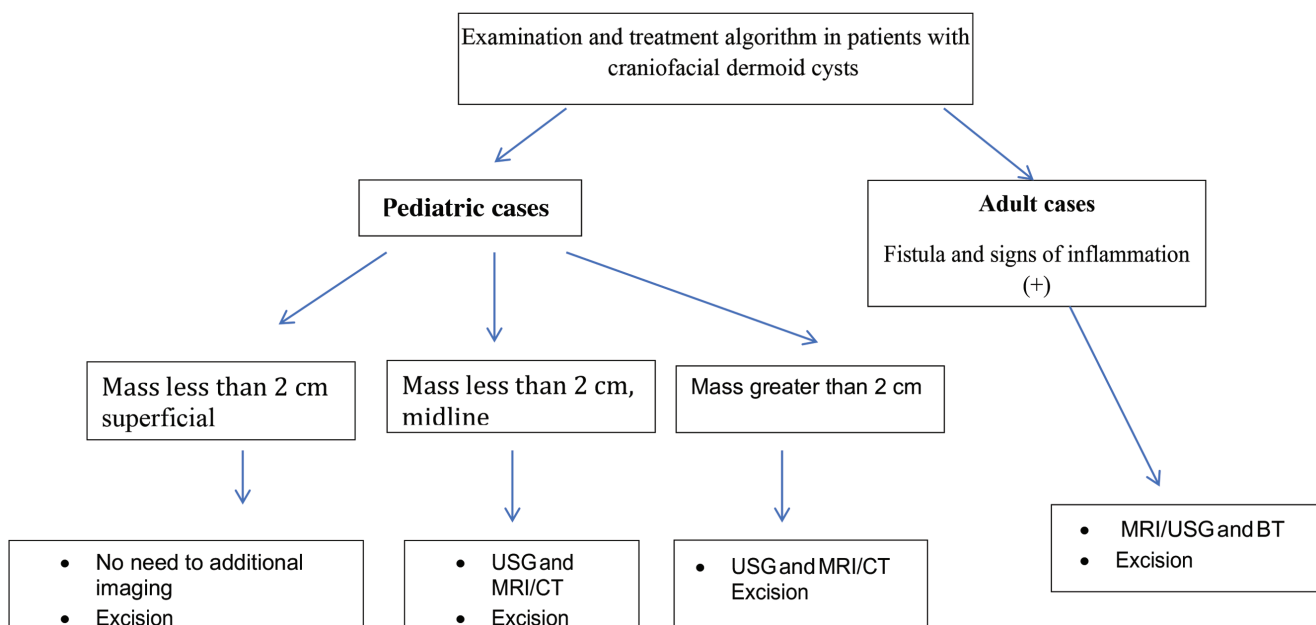 Examination and treatment algorithm in patients with
craniofacial dermoid cysts
Pediatric cases
Adult cases
Fistula and signs of inflammation
(+)
Mass less than 2 cm
superficial
Mass less than 2 cm,
midline
Mass greater than 2 cm
• No need to additional
imaging
• Excision
• USG and
MRI/CT
• Excision
• USG and MRI/CT
Excision
• MRI/USG and BT
• Excision